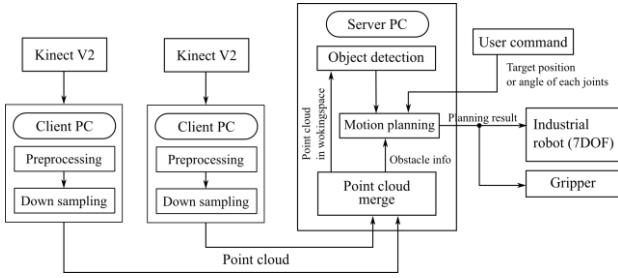 Kinect V2
Client PC
Preprocessing
Down sampling
Kinect V2
Client PC
Preprocessing
Down sampling
Point cloud
Server PC
Object detection
Point cloud
in wokingspace
Motion planning
Obstacle info
Point cloud
merge
User command
Target position
or angle of each joints
Planning result
Industrial
robot (7DOF)
Gripper